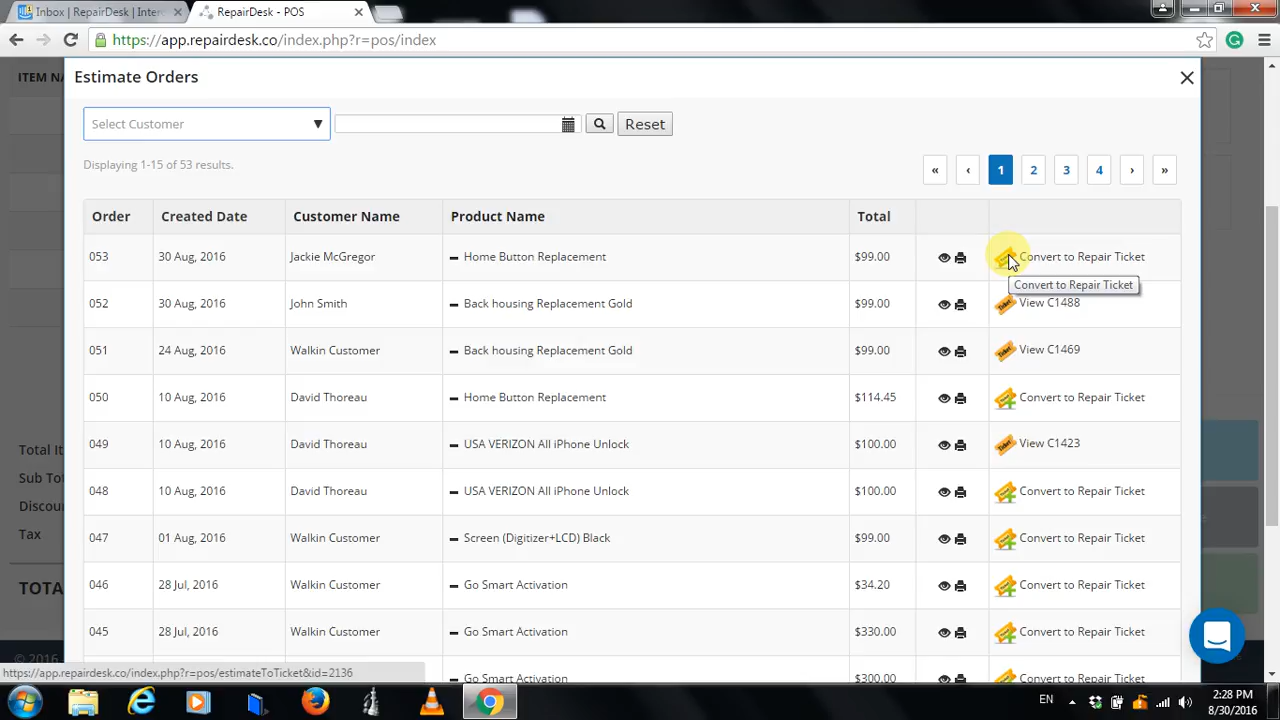 Inbox | RepairDesk | Inter
RepairDesk - POS
https://app.repairdesk.co/index.php?r=pos/index
ITEM NA
Estimate Orders
Select Customer
Reset
Displaying 1-15 of 53 results.
« ‹ 1 2 3 4 › »
Order Created Date Customer Name Product Name Total
053 30 Aug, 2016 Jackie McGregor Home Button Replacement $99.00 Convert to Repair Ticket
Convert to Repair Ticket
052 30 Aug, 2016 John Smith Back housing Replacement Gold $99.00 View C1488
051 24 Aug, 2016 Walkin Customer Back housing Replacement Gold $99.00 View C1469
050 10 Aug, 2016 David Thoreau Home Button Replacement $114.45 Convert to Repair Ticket
049 10 Aug, 2016 David Thoreau USA VERIZON All iPhone Unlock $100.00 View C1423
Total It
Sub To
048 10 Aug, 2016 David Thoreau USA VERIZON All iPhone Unlock $100.00 Convert to Repair Ticket
Discou
Tax
047 01 Aug, 2016 Walkin Customer Screen (Digitizer+LCD) Black $99.00 Convert to Repair Ticket
046 28 Jul, 2016 Walkin Customer Go Smart Activation $34.20 Convert to Repair Ticket
TOTA
045 28 Jul, 2016 Walkin Customer Go Smart Activation $330.00 Convert to Repair Ticket
© 2016
https://app.repairdesk.co/index.php?r=pos/estimateToTicket&id=2136
Go Smart Activation $300.00 Convert to Repair Ticket
EN
2:28 PM
8/30/2016